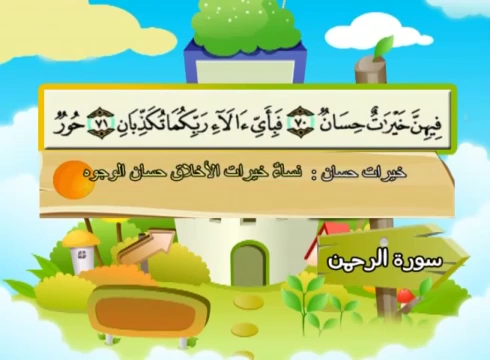 فِيهِنَّ خَيْرَٰتٌ حِسَانٌ ٧٠ فَبِأَيِّ ءَالَآءِ رَبِّكُمَا تُكَذِّبَانِ ٧١ حُورٌ
خيرات حسان : نساءٌ خيرات الأخلاق حسان الوجوه
سورة الرحمن